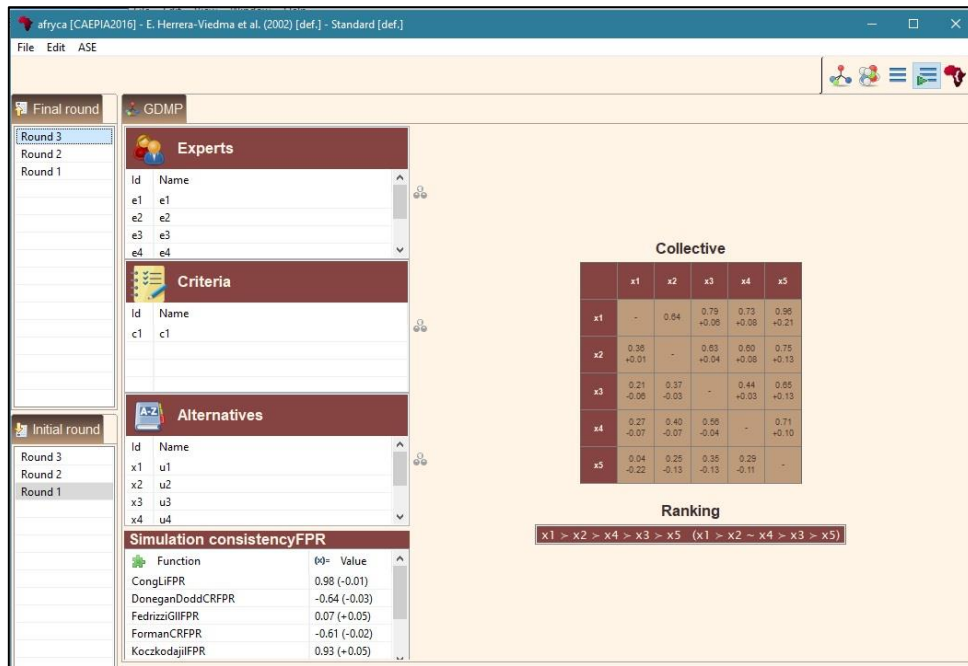 afryca [CAEPIA2016] - E. Herrera-Viedma et al. (2002) [def.] - Standard [def.]
File Edit ASE
Final round
Round 3
Round 2
Round 1
Initial round
Round 3
Round 2
Round 1
GDMP
Experts
Id Name
e1 e1
e2 e2
e3 e3
e4 e4
Criteria
Id Name
c1 c1
A-Z
Alternatives
Id Name
x1 u1
x2 u2
x3 u3
x4 u4
Simulation consistencyFPR
Function (x)= Value
CongLiFPR 0.98 (-0.01)
DoneganDoddCRFPR -0.64 (-0.03)
FedrizziGIIFPR 0.07 (+0.05)
FormanCRFPR -0.61 (-0.02)
KoczkodajiIFPR 0.93 (+0.05)
Collective
x1 x2 x3 x4 x5
x1 - 0.64 0.79 0.73 0.96
+0.06 +0.08 +0.21
x2 0.36 - 0.63 0.60 0.75
+0.01 +0.04 +0.08 +0.13
x3 0.21 0.37 - 0.44 0.65
-0.06 -0.03 +0.03 +0.13
x4 0.27 0.40 0.56 - 0.71
-0.07 -0.07 -0.04 +0.10
x5 0.04 0.25 0.35 0.29 -
-0.22 -0.13 -0.13 -0.11
Ranking
x1 > x2 > x4 > x3 > x5 (x1 > x2 ~ x4 > x3 > x5)